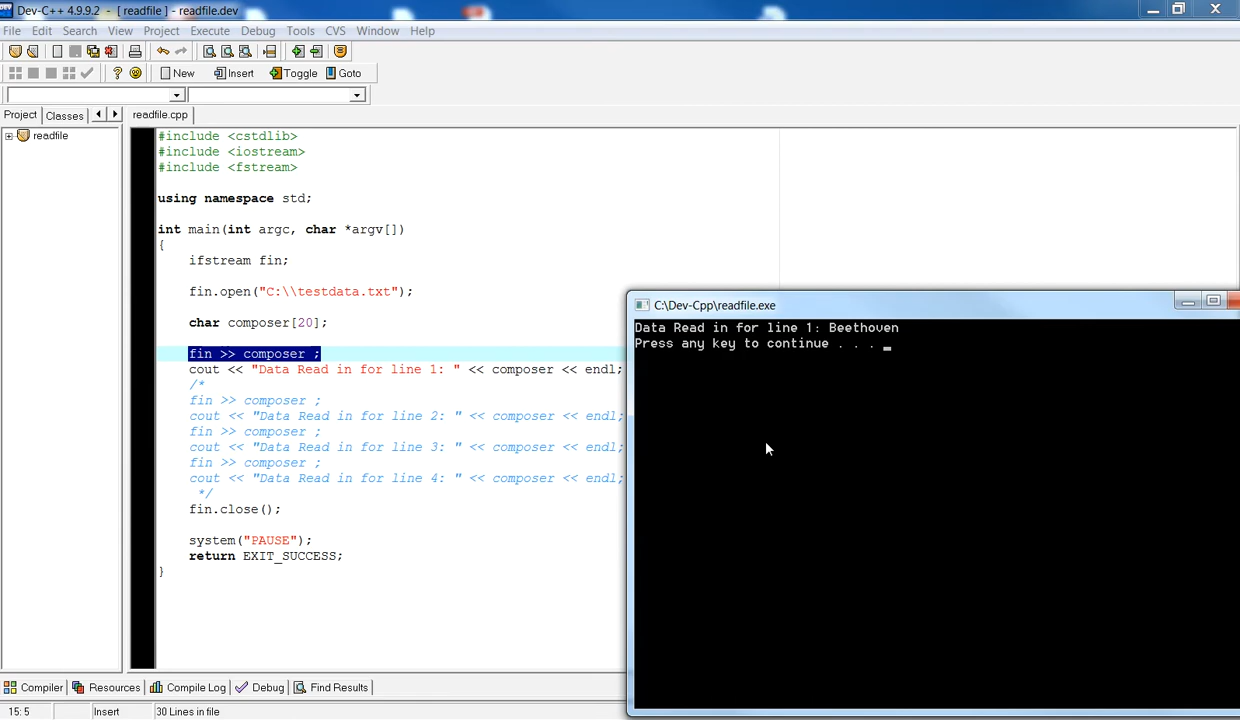 Dev-C++ 4.9.9.2 - [ readfile ] - readfile.dev
File Edit Search View Project Execute Debug Tools CVS Window Help
New Insert Toggle Goto
Project Classes readfile.cpp
readfile
#include <cstdlib>
#include <iostream>
#include <fstream>
using namespace std;
int main(int argc, char *argv[])
{
ifstream fin;
fin.open("C:\\testdata.txt");
char composer[20];
fin >> composer ;
cout << "Data Read in for line 1: " << composer << endl;
/*
fin >> composer ;
cout << "Data Read in for line 2: " << composer << endl;
fin >> composer ;
cout << "Data Read in for line 3: " << composer << endl;
fin >> composer ;
cout << "Data Read in for line 4: " << composer << endl;
*/
fin.close();
system("PAUSE");
return EXIT_SUCCESS;
}
C:\Dev-Cpp\readfile.exe
Data Read in for line 1: Beethoven
Press any key to continue . . .
Compiler Resources Compile Log Debug Find Results
15: 5 Insert 30 Lines in file